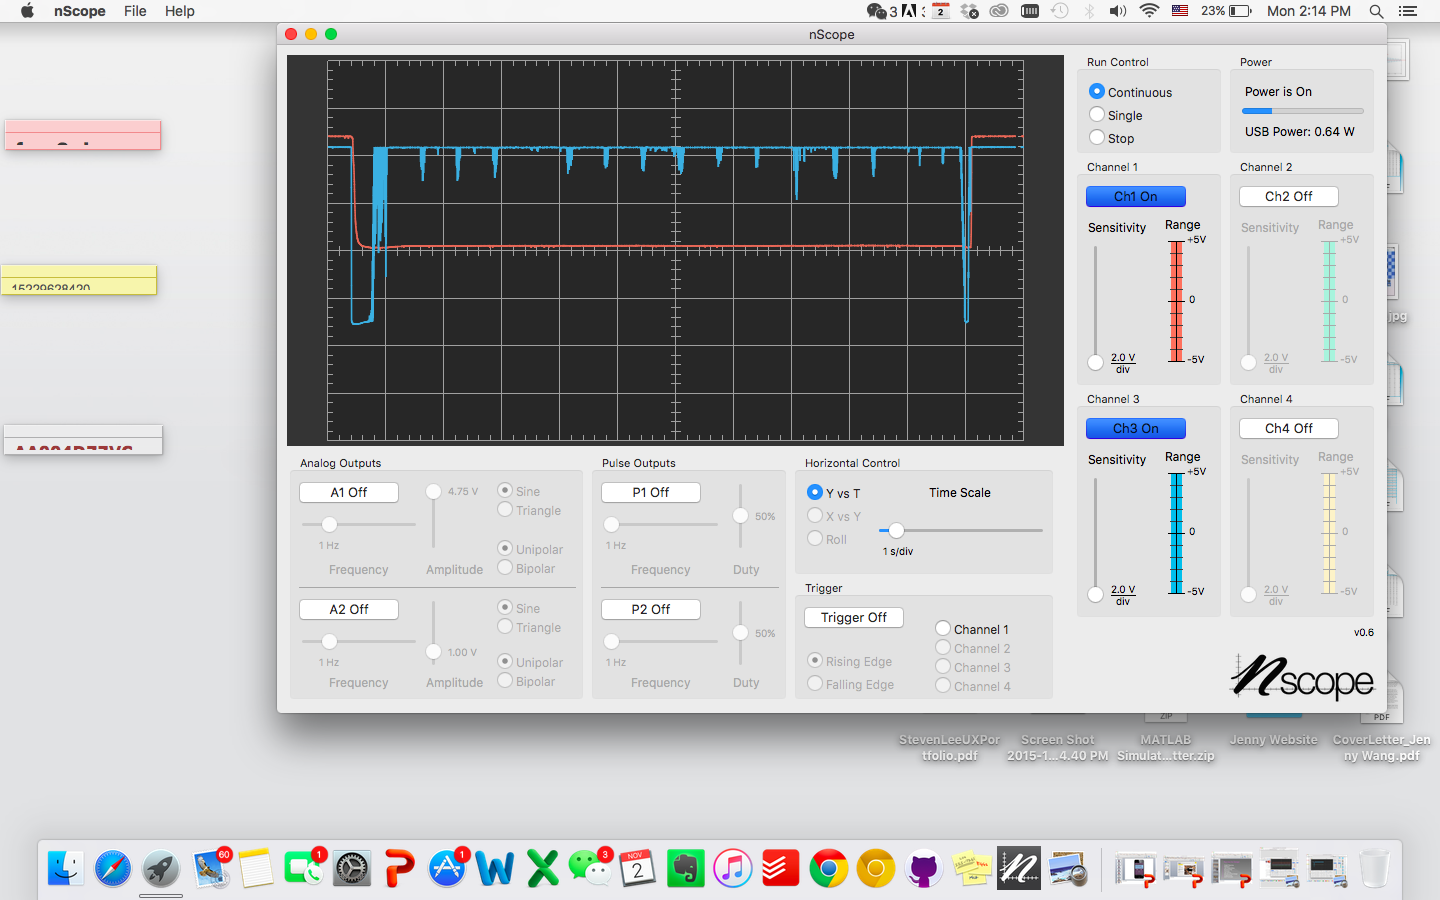 nScope File Help
3
2
23%
Mon 2:14 PM
nScope
15229628420
Run Control
Continuous
Single
Stop
Power
Power is On
USB Power: 0.64 W
Channel 1
Ch1 On
Sensitivity
Range
+5V
0
-5V
2.0 V
div
Channel 2
Ch2 Off
Sensitivity
Range
+5V
0
-5V
2.0 V
div
Channel 3
Ch3 On
Sensitivity
Range
+5V
0
-5V
2.0 V
div
Channel 4
Ch4 Off
Sensitivity
Range
+5V
0
-5V
2.0 V
div
Analog Outputs
A1 Off
4.75 V
Sine
Triangle
1 Hz
Unipolar
Bipolar
Frequency
Amplitude
A2 Off
Sine
Triangle
1 Hz
1.00 V
Unipolar
Bipolar
Frequency
Amplitude
Pulse Outputs
P1 Off
50%
1 Hz
Frequency
Duty
P2 Off
50%
1 Hz
Frequency
Duty
Horizontal Control
Y vs T
X vs Y
Roll
Time Scale
1 s/div
Trigger
Trigger Off
Rising Edge
Falling Edge
Channel 1
Channel 2
Channel 3
Channel 4
v0.6
nscope
jpg
ZIP
PDF
StevenLeeUXPor
tfolio.pdf
Screen Shot
2015-1...4.40 PM
MATLAB
Simulat...tter.zip
Jenny Website
CoverLetter_Jen
ny Wang.pdf
60
1
1
3
NOV
2